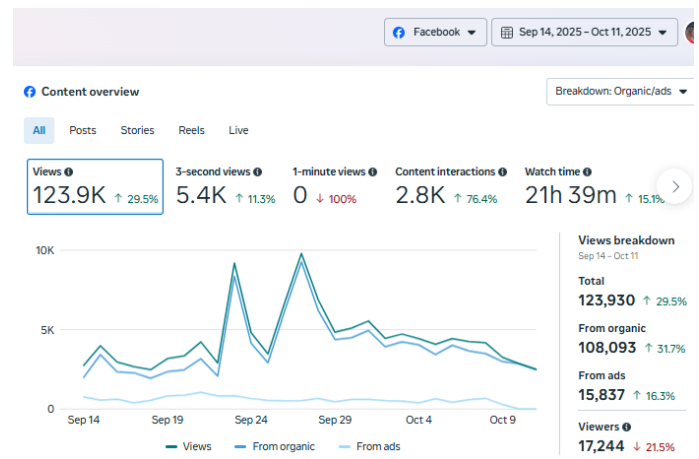 Facebook
Sep 14, 2025 – Oct 11, 2025
Content overview
Breakdown: Organic/ads
All Posts Stories Reels Live
Views 3-second views 1-minute views Content interactions Watch time
123.9K ↑ 29.5% 5.4K ↑ 11.3% 0 ↓ 100% 2.8K ↑ 76.4% 21h 39m ↑ 15.1%
Views breakdown
Sep 14 – Oct 11
Total
123,930 ↑ 29.5%
From organic
108,093 ↑ 31.7%
From ads
15,837 ↑ 16.3%
Viewers
17,244 ↓ 21.5%
10K
5K
0
Sep 14 Sep 19 Sep 24 Sep 29 Oct 4 Oct 9
Views From organic From ads